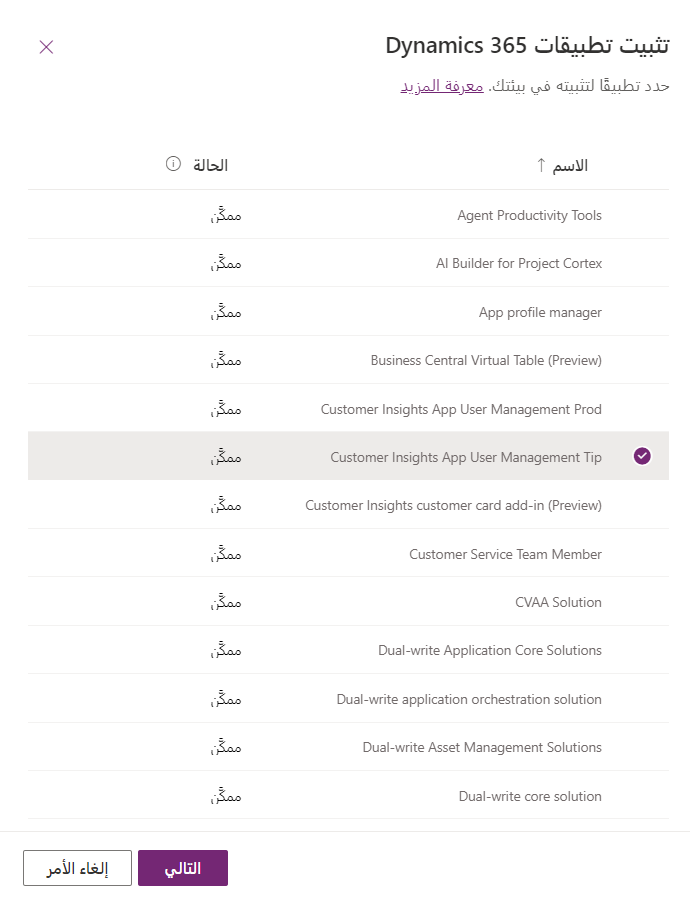 تثبيت تطبيقات Dynamics 365
حدد تطبيقًا لتثبيته في بيئتك. معرفة المزيد
الاسم ↑ الحالة
Agent Productivity Tools ممكَّن
AI Builder for Project Cortex ممكَّن
App profile manager ممكَّن
Business Central Virtual Table (Preview) ممكَّن
Customer Insights App User Management Prod ممكَّن
Customer Insights App User Management Tip ممكَّن
Customer Insights customer card add-in (Preview) ممكَّن
Customer Service Team Member ممكَّن
CVAA Solution ممكَّن
Dual-write Application Core Solutions ممكَّن
Dual-write application orchestration solution ممكَّن
Dual-write Asset Management Solutions ممكَّن
Dual-write core solution ممكَّن
التالي إلغاء الأمر